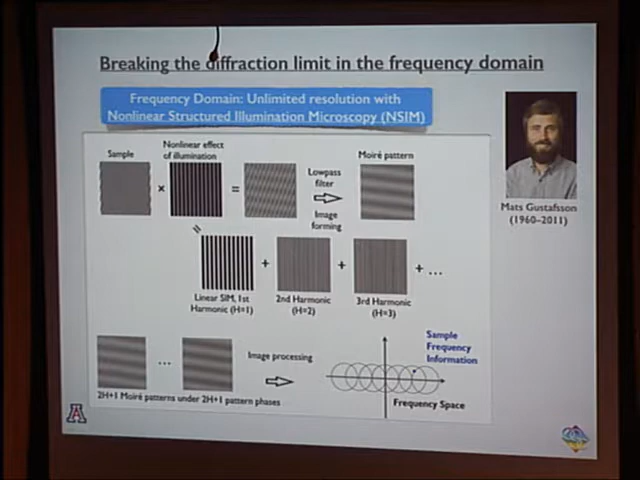 Breaking the diffraction limit in the frequency domain
Frequency Domain: Unlimited resolution with
Nonlinear Structured Illumination Microscopy (NSIM)
Sample
Nonlinear effect
of illumination
Lowpass
filter
Image
forming
Moiré pattern
×
=
Mats Gustafsson
(1960–2011)
=
+
+
+ ...
Linear SIM, 1st
Harmonic (H=1)
2nd Harmonic
(H=2)
3rd Harmonic
(H=3)
...
Image processing
Sample
Frequency
Information
2H+1 Moiré patterns under 2H+1 pattern phases
Frequency Space
A